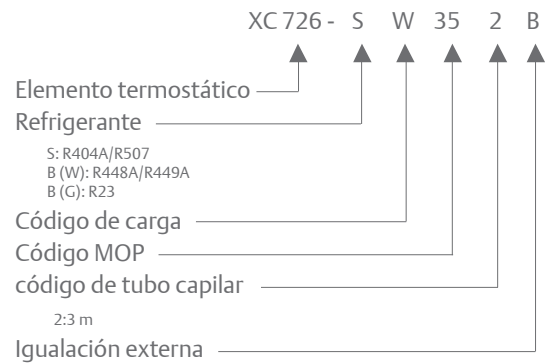 XC 726 - S W 35 2 B
Elemento termostático
Refrigerante
S: R404A/R507
B (W): R448A/R449A
B (G): R23
Código de carga
Código MOP
código de tubo capilar
2:3 m
Igualación externa